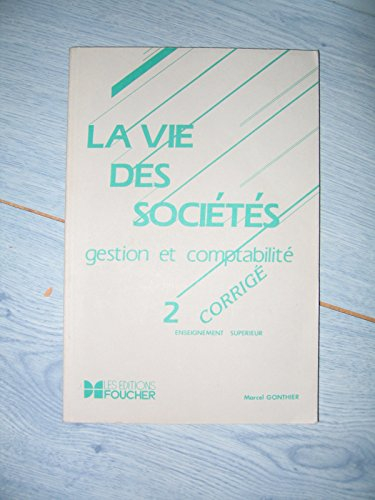 LA VIE
DES
SOCIÉTÉS
gestion et comptabilité
2 CORRIGÉ
ENSEIGNEMENT SUPERIEUR
LES EDITIONS
FOUCHER
Marcel GONTHIER